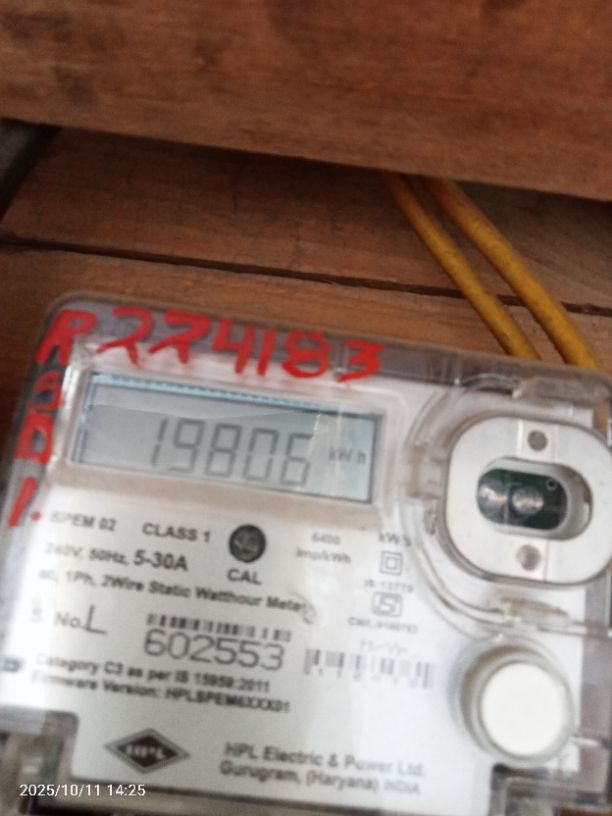 R224183
19806 kWh
SPEM 02 CLASS 1
240V, 50Hz, 5-30A
CAL
6400
imp/kWh
1Ph, 2Wire Static Watthour Meter
S. No. L
602553
Category C3 as per IS 15959:2011
Firmware Version:
HPL
HPL Electric & Power Ltd.
Gurugram, (Haryana) INDIA
2025/10/11 14:25